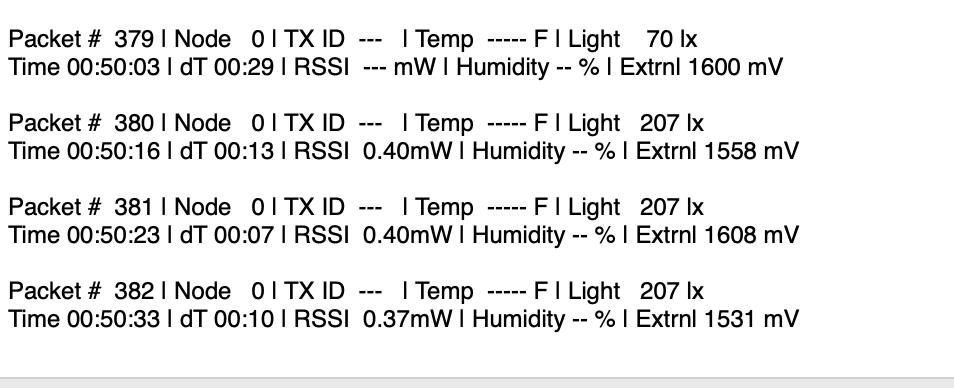 Packet #  379 | Node   0 | TX ID  ---   | Temp  ----- F | Light    70 lx
Time 00:50:03 | dT 00:29 | RSSI  --- mW | Humidity -- % | Extrnl 1600 mV
Packet #  380 | Node   0 | TX ID  ---   | Temp  ----- F | Light   207 lx
Time 00:50:16 | dT 00:13 | RSSI  0.40mW | Humidity -- % | Extrnl 1558 mV
Packet #  381 | Node   0 | TX ID  ---   | Temp  ----- F | Light   207 lx
Time 00:50:23 | dT 00:07 | RSSI  0.40mW | Humidity -- % | Extrnl 1608 mV
Packet #  382 | Node   0 | TX ID  ---   | Temp  ----- F | Light   207 lx
Time 00:50:33 | dT 00:10 | RSSI  0.37mW | Humidity -- % | Extrnl 1531 mV